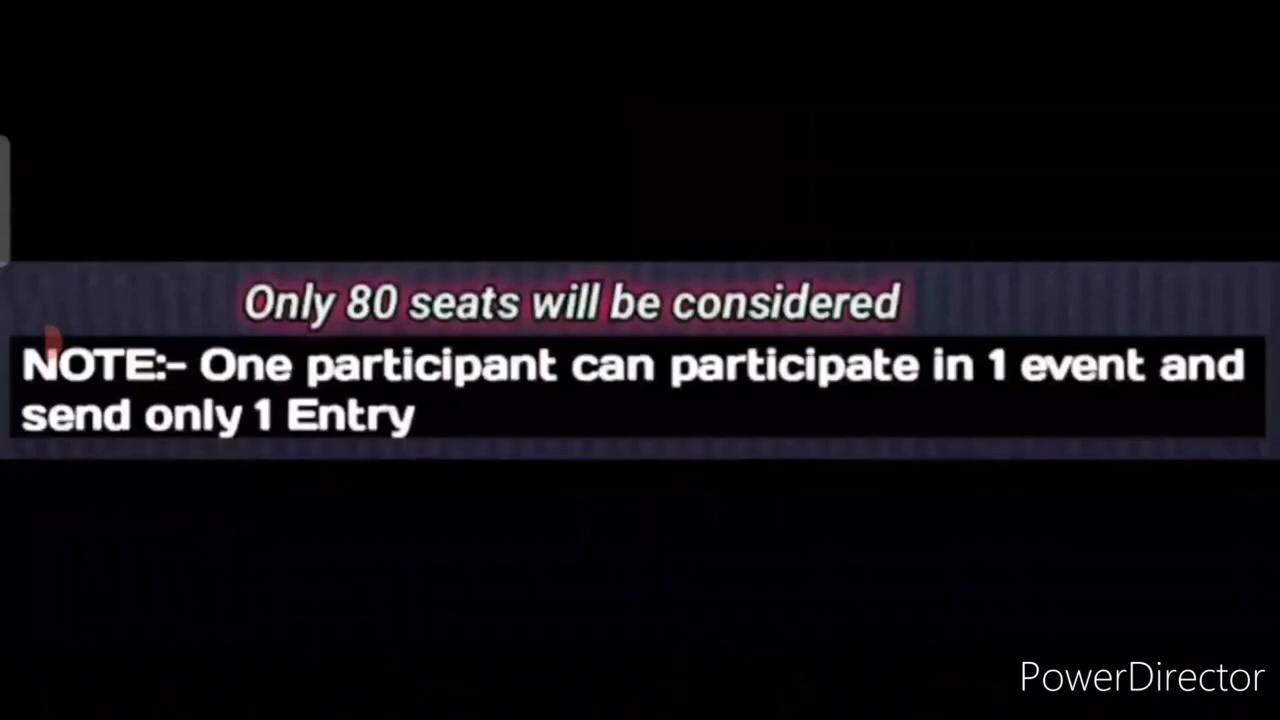 Only 80 seats will be considered
NOTE:- One participant can participate in 1 event and
send only 1 Entry
PowerDirector